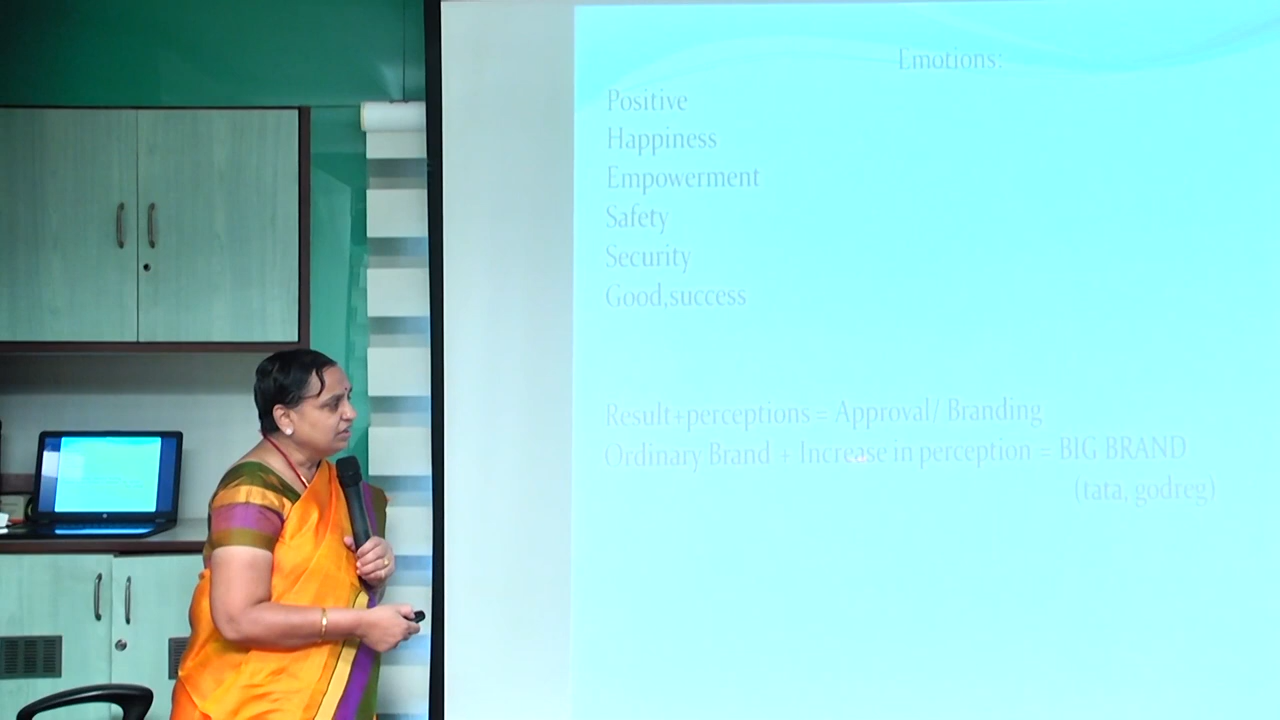 Emotions:
Positive
Happiness
Empowerment
Safety
Security
Good,success
Result+perceptions = Approval/ Branding
Ordinary Brand + Increase in perception = BIG BRAND
(tata, godreg)